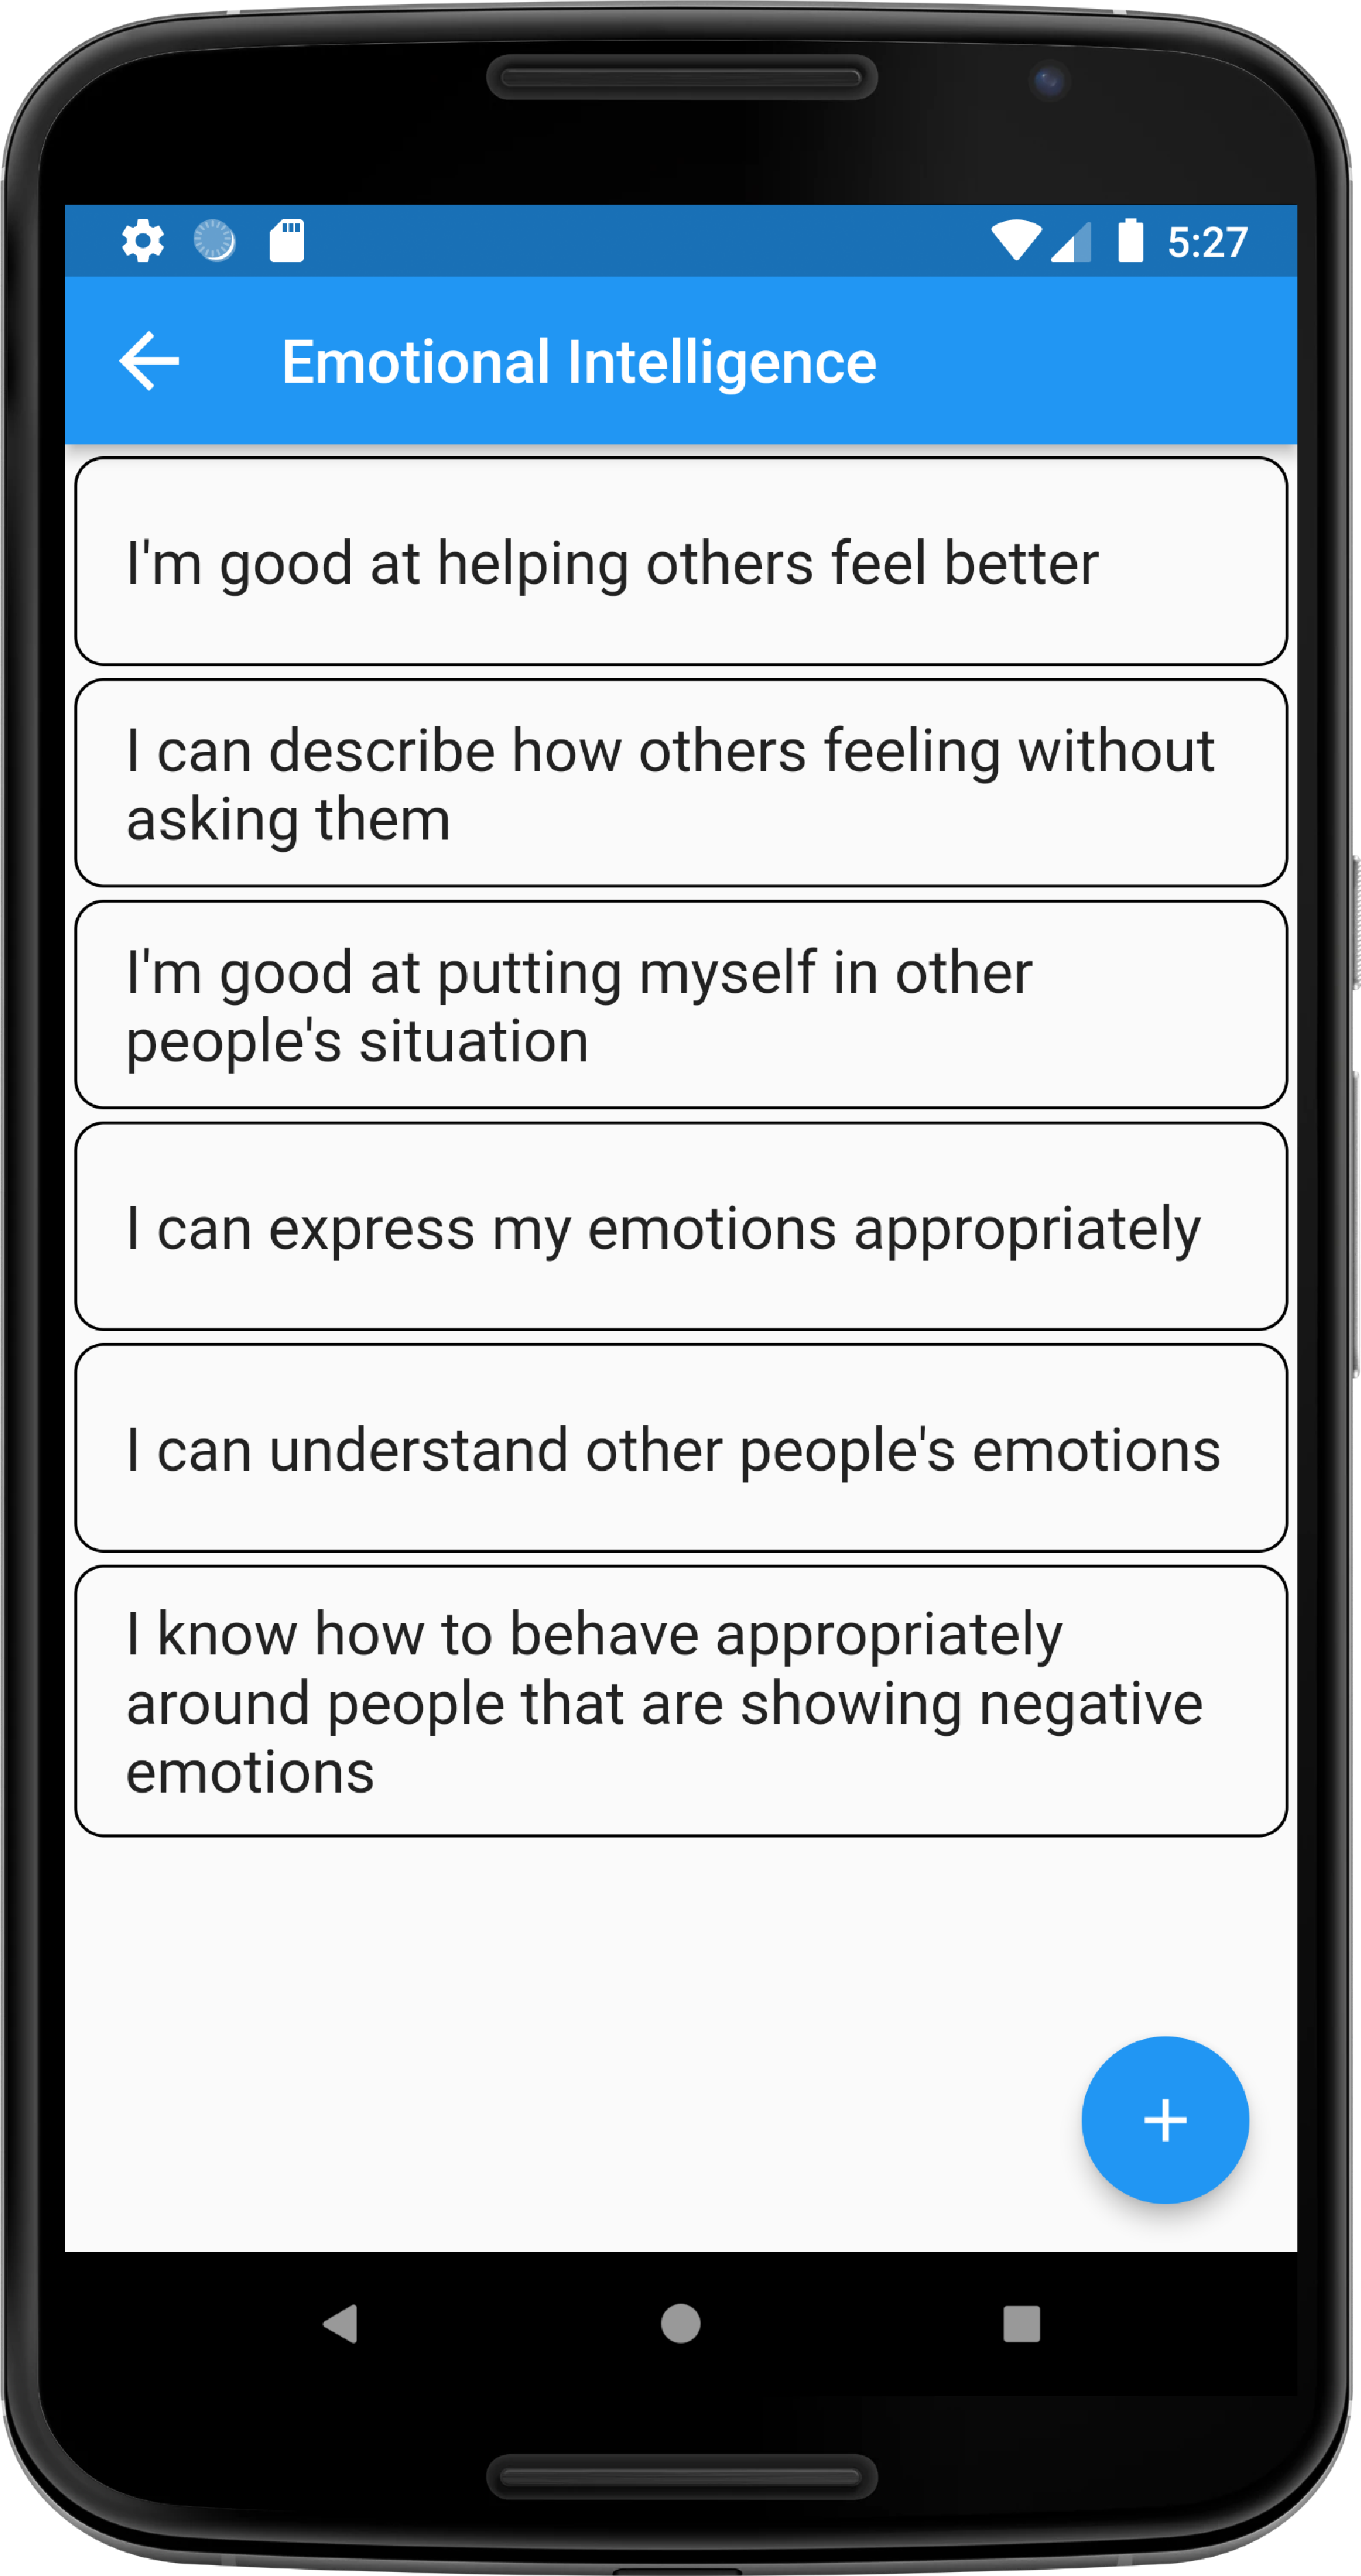 5:27
Emotional Intelligence
I'm good at helping others feel better
I can describe how others feeling without
asking them
I'm good at putting myself in other
people's situation
I can express my emotions appropriately
I can understand other people's emotions
I know how to behave appropriately
around people that are showing negative
emotions